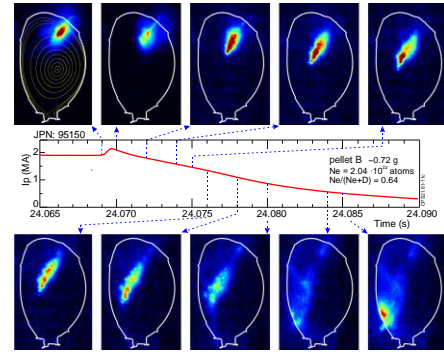 JPN: 95150
Ip (MA)
2
1
0
pellet B ~0.72 g
Ne = 2.04 ·10²² atoms
Ne/(Ne+D) = 0.64
24.065 24.070 24.075 24.080 24.085 24.090
Time (s)